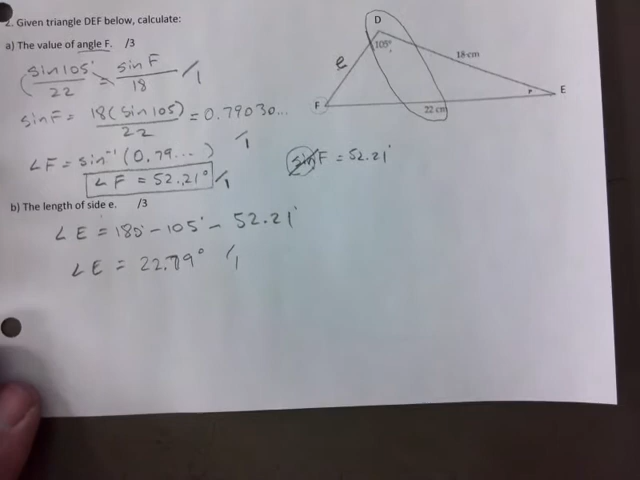 2. Given triangle DEF below, calculate:
a) The value of angle F. /3
sin105° / 22 = sin F / 18 /1
sin F = 18(sin105) / 22 = 0.79030...
/1
∠F = sin⁻¹(0.79...)
∠F = 52.21° /1
sin F = 52.21°
b) The length of side e. /3
∠E = 180° - 105° - 52.21°
∠E = 22.79° /1
D
105°
e
18 cm
F
22 cm
E